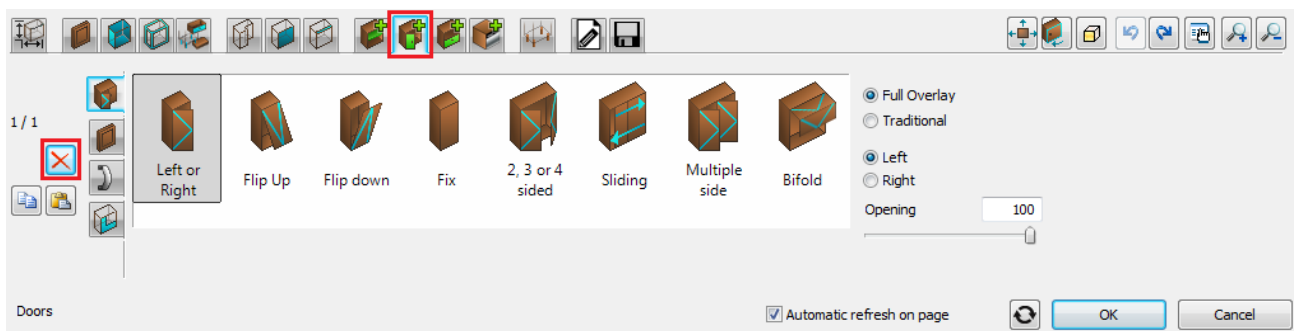 1 / 1
Left or
Right
Flip Up
Flip down
Fix
2, 3 or 4
sided
Sliding
Multiple
side
Bifold
Full Overlay
Traditional
Left
Right
Opening
100
Doors
Automatic refresh on page
OK
Cancel